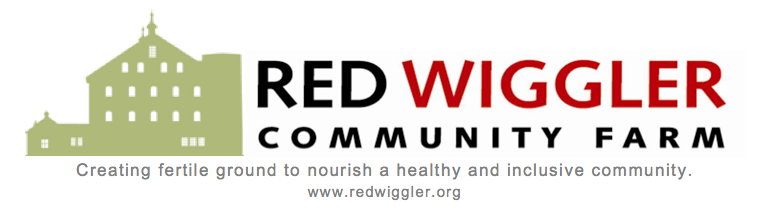 RED WIGGLER
COMMUNITY FARM
Creating fertile ground to nourish a healthy and inclusive community.
www.redwiggler.org